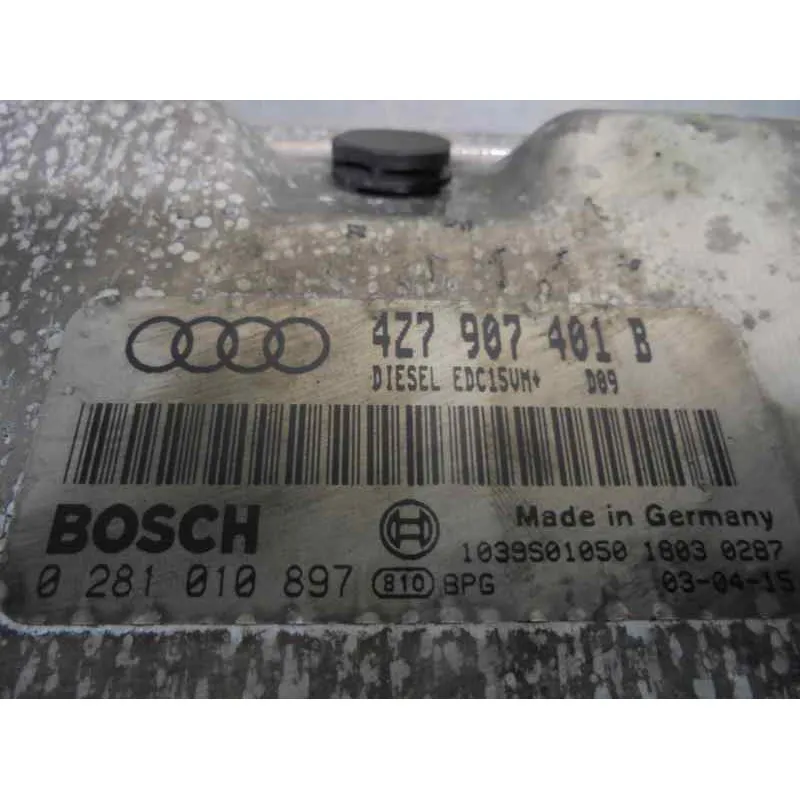 4Z7 907 401 B
DIESEL EDC15VM+ D09
BOSCH
Made in Germany
1039S01050 1803 0287
0 281 010 897 810 BPG 03-04-15